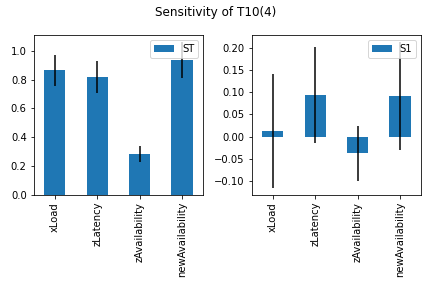 Sensitivity of T10(4)
ST
1.0
0.8
0.6
0.4
0.2
0.0
xLoad
zLatency
zAvailability
newAvailability
S1
0.20
0.15
0.10
0.05
0.00
−0.05
−0.10
xLoad
zLatency
zAvailability
newAvailability